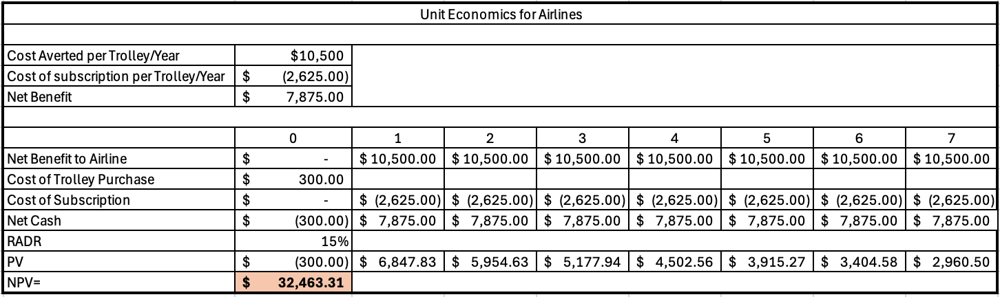 Unit Economics for Airlines
Cost Averted per Trolley/Year $10,500
Cost of subscription per Trolley/Year $ (2,625.00)
Net Benefit $ 7,875.00
0 1 2 3 4 5 6 7
Net Benefit to Airline $ - $ 10,500.00 $ 10,500.00 $ 10,500.00 $ 10,500.00 $ 10,500.00 $ 10,500.00 $ 10,500.00
Cost of Trolley Purchase $ 300.00
Cost of Subscription $ - $ (2,625.00) $ (2,625.00) $ (2,625.00) $ (2,625.00) $ (2,625.00) $ (2,625.00) $ (2,625.00)
Net Cash $ (300.00) $ 7,875.00 $ 7,875.00 $ 7,875.00 $ 7,875.00 $ 7,875.00 $ 7,875.00 $ 7,875.00
RADR 15%
PV $ (300.00) $ 6,847.83 $ 5,954.63 $ 5,177.94 $ 4,502.56 $ 3,915.27 $ 3,404.58 $ 2,960.50
NPV= $ 32,463.31